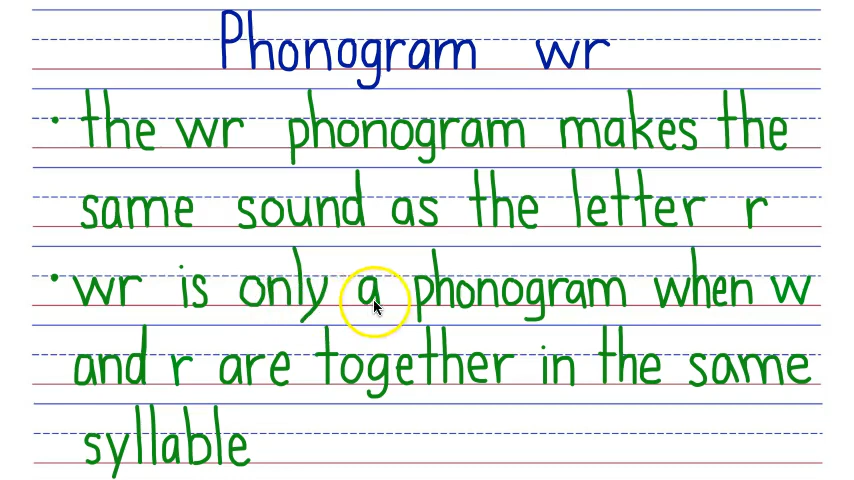 Phonogram wr
• the wr phonogram makes the
same sound as the letter r
• wr is only a phonogram when w
and r are together in the same
syllable